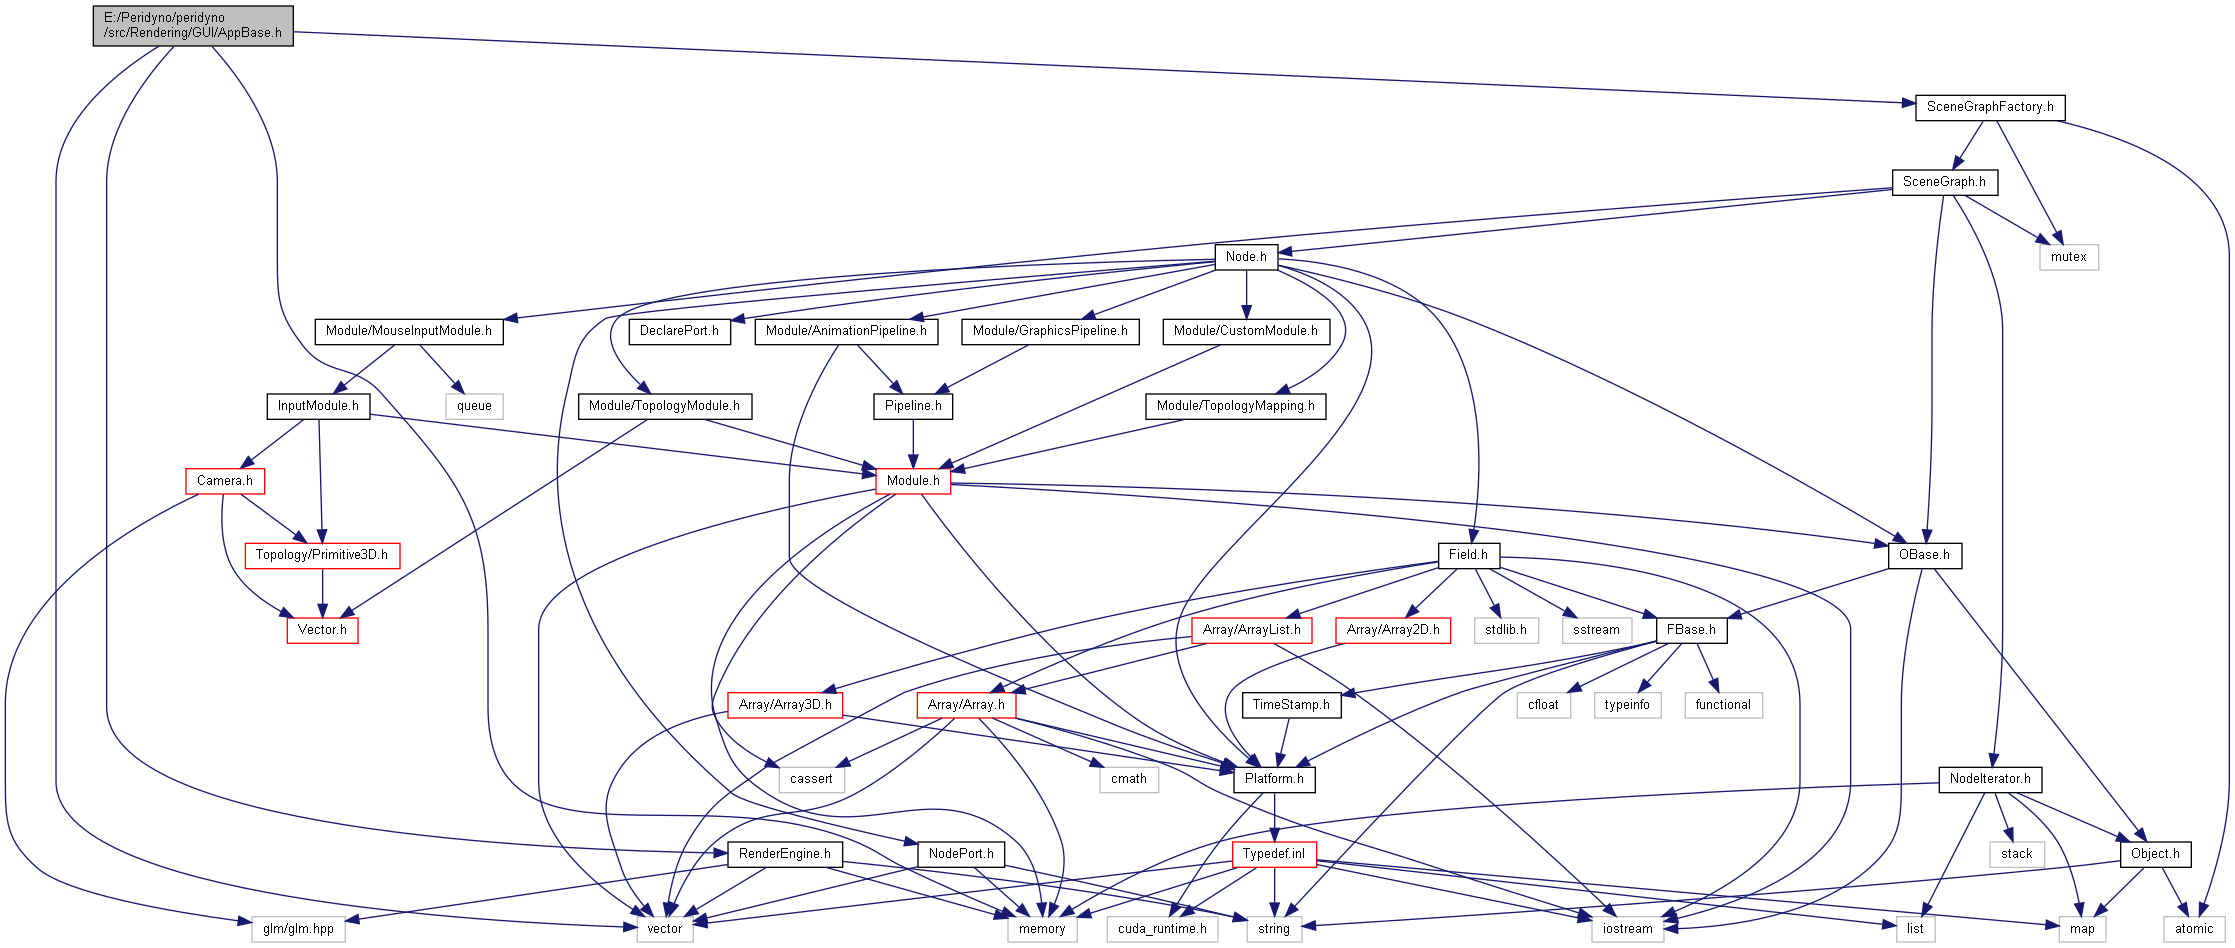 E:/Peridyno/peridyno
/src/Rendering/GUI/AppBase.h
SceneGraphFactory.h
SceneGraph.h
Node.h
mutex
Module/MouseInputModule.h
DeclarePort.h
Module/AnimationPipeline.h
Module/GraphicsPipeline.h
Module/CustomModule.h
InputModule.h
queue
Module/TopologyModule.h
Pipeline.h
Module/TopologyMapping.h
Camera.h
Module.h
Topology/Primitive3D.h
Field.h
OBase.h
Vector.h
Array/ArrayList.h
Array/Array2D.h
stdlib.h
sstream
FBase.h
Array/Array3D.h
Array/Array.h
TimeStamp.h
cfloat
typeinfo
functional
cassert
cmath
Platform.h
NodeIterator.h
RenderEngine.h
NodePort.h
Typedef.inl
stack
Object.h
glm/glm.hpp
vector
memory
cuda_runtime.h
string
iostream
list
map
atomic